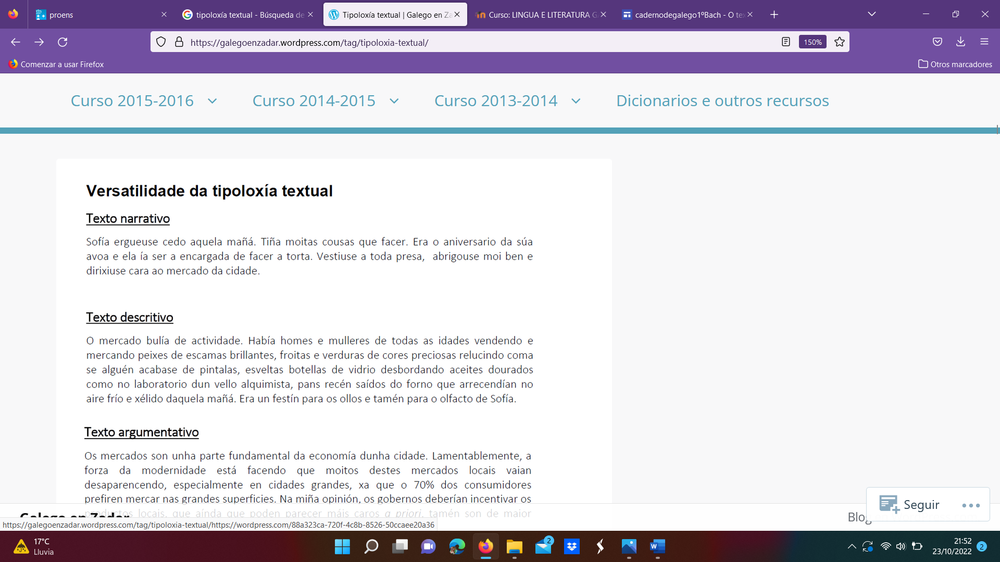 proens
tipoloxía textual - Búsqueda de
Tipoloxía textual | Galego en Za
Curso: LINGUA E LITERATURA G
cadernodegalego1ºBach - O te
https://galegoenzadar.wordpress.com/tag/tipoloxia-textual/
150%
Comenzar a usar Firefox
Otros marcadores
Curso 2015-2016
Curso 2014-2015
Curso 2013-2014
Dicionarios e outros recursos
Versatilidade da tipoloxía textual
Texto narrativo
Sofía ergueuse cedo aquela mañá. Tiña moitas cousas que facer. Era o aniversario da súa
avoa e ela ía ser a encargada de facer a torta. Vestiuse a toda presa, abrigouse moi ben e
dirixiuse cara ao mercado da cidade.
Texto descritivo
O mercado bulía de actividade. Había homes e mulleres de todas as idades vendendo e
mercando peixes de escamas brillantes, froitas e verduras de cores preciosas relucindo coma
se alguén acabase de pintalas, esveltas botellas de vidrio desbordando aceites dourados
como no laboratorio dun vello alquimista, pans recén saídos do forno que arrecendían no
aire frío e xélido daquela mañá. Era un festín para os ollos e tamén para o olfacto de Sofía.
Texto argumentativo
Os mercados son unha parte fundamental da economía dunha cidade. Lamentablemente, a
forza da modernidade está facendo que moitos destes mercados locais vaian
desaparencendo, especialmente en cidades grandes, xa que o 70% dos consumidores
prefiren mercar nas grandes superficies. Na miña opinión, os gobernos deberían incentivar os
productos locais, que aínda que poden parecer máis caros a priori, tamén son de maior
Galego en Zadar
Seguir
Blog
https://galegoenzadar.wordpress.com/tag/tipoloxia-textual/https://wordpress.com/88a323ca-720f-4c8b-8526-50ccaee20a36
17°C
Lluvia
2
W
21:52
23/10/2022
2